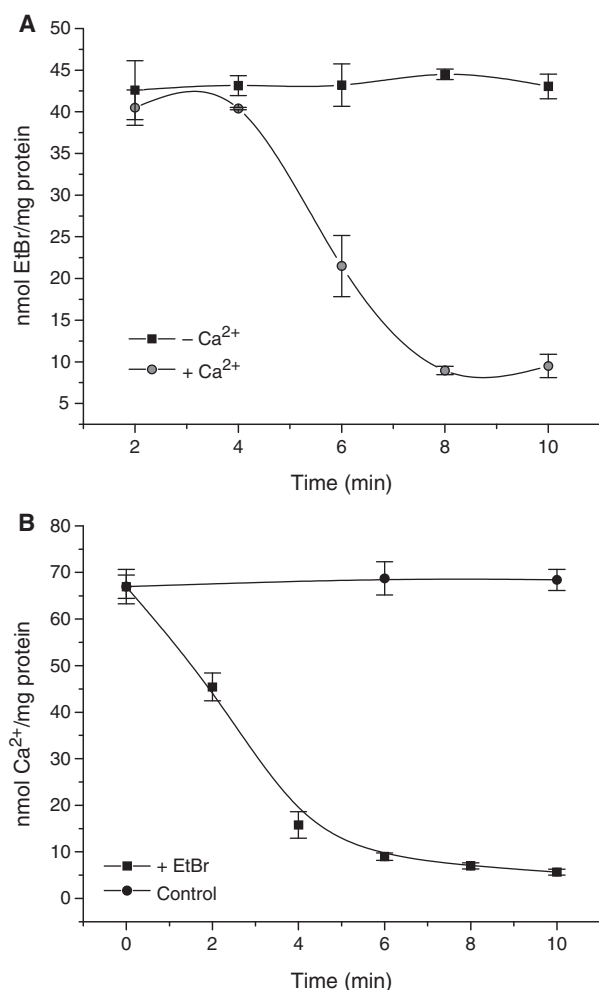 A
50
45
40
35
30
25
20
15
10
5
nmol EtBr/mg protein
– Ca²⁺
+ Ca²⁺
2 4 6 8 10
Time (min)
B
80
70
60
50
40
30
20
10
0
nmol Ca²⁺/mg protein
+ EtBr
Control
0 2 4 6 8 10
Time (min)